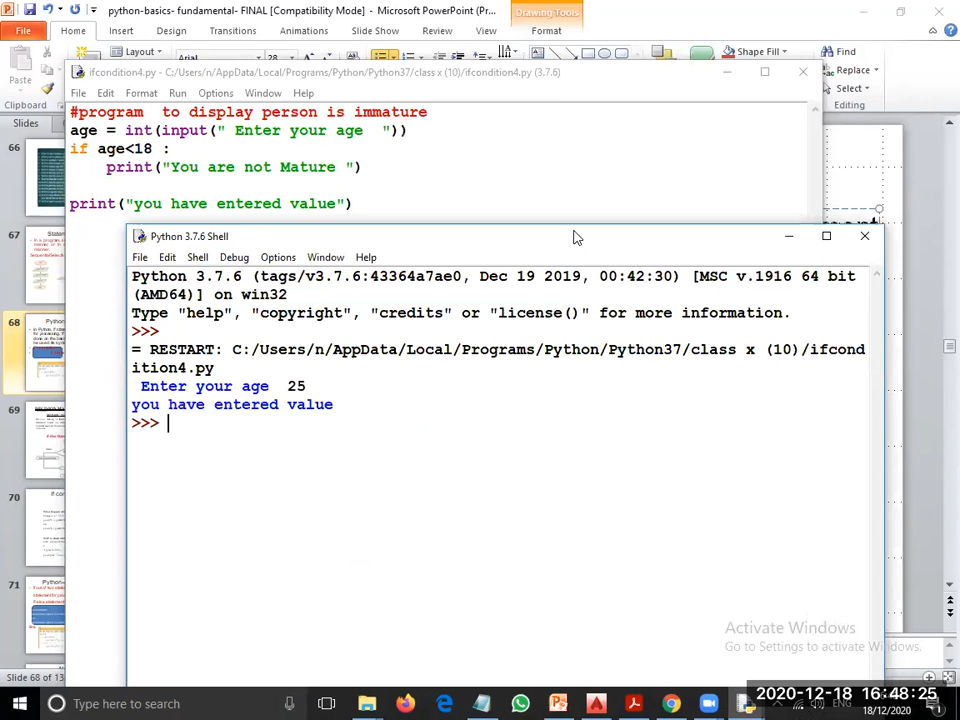 python-basics- fundamental- FINAL [Compatibility Mode] - Microsoft PowerPoint (Pr...
Drawing Tools
File Home Insert Design Transitions Animations Slide Show Review View Format
Paste
Clipboard
Layout
Arial
28
Shape Fill
Find
Replace
Select
Editing
ifcondition4.py - C:/Users/n/AppData/Local/Programs/Python/Python37/class x (10)/ifcondition4.py (3.7.6)
File Edit Format Run Options Window Help
#program  to display person is immature
age = int(input(" Enter your age  "))
if age<18 :
    print("You are not Mature ")
print("you have entered value")
Slides
66
67
68
69
70
71
Python 3.7.6 Shell
File Edit Shell Debug Options Window Help
Python 3.7.6 (tags/v3.7.6:43364a7ae0, Dec 19 2019, 00:42:30) [MSC v.1916 64 bit
(AMD64)] on win32
Type "help", "copyright", "credits" or "license()" for more information.
>>>
= RESTART: C:/Users/n/AppData/Local/Programs/Python/Python37/class x (10)/ifcond
ition4.py
 Enter your age  25
you have entered value
>>>
Activate Windows
Go to Settings to activate Windows.
Slide 68 of 13
Type here to search
ENG
2020-12-18 16:48:25
18/12/2020